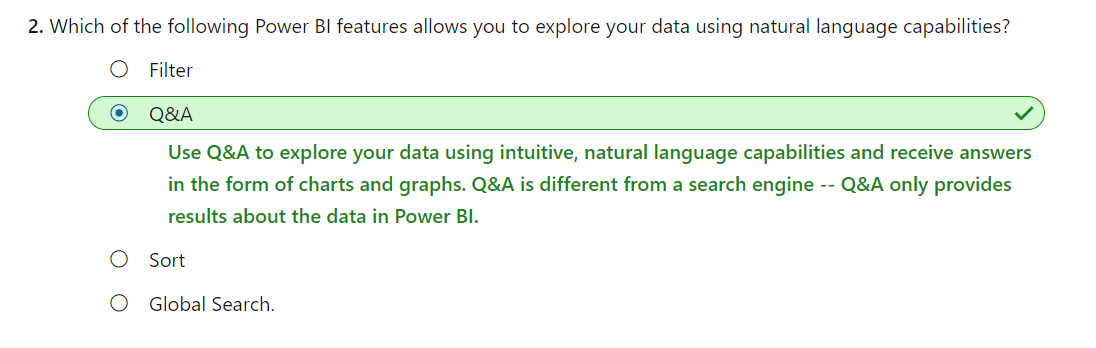 2. Which of the following Power BI features allows you to explore your data using natural language capabilities?
Filter
Q&A
Use Q&A to explore your data using intuitive, natural language capabilities and receive answers
in the form of charts and graphs. Q&A is different from a search engine -- Q&A only provides
results about the data in Power BI.
Sort
Global Search.